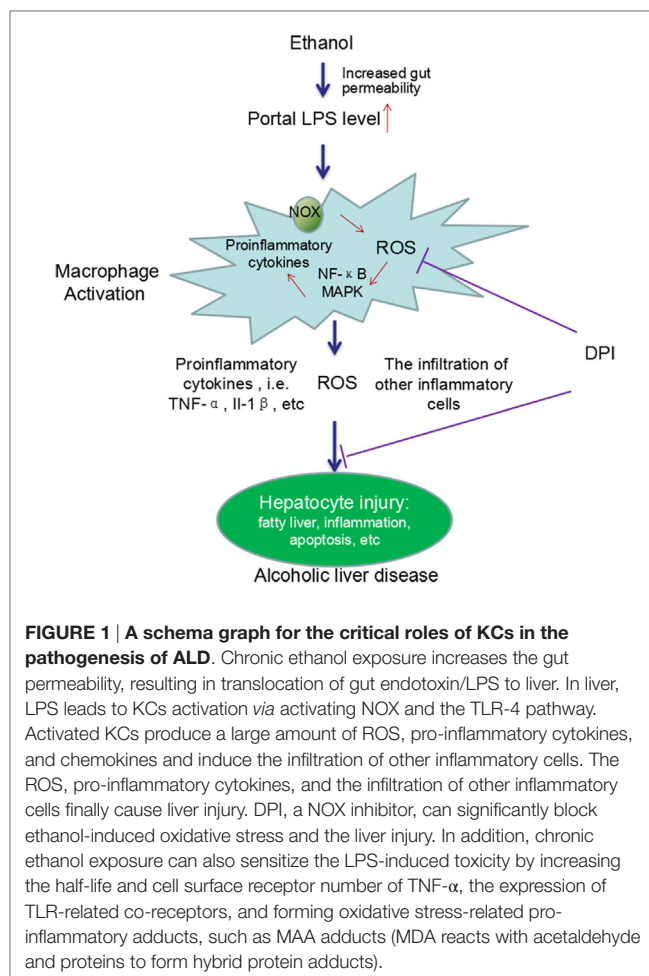 Ethanol
Increased gut
permeability
Portal LPS level
NOX
Proinflammatory
cytokines
ROS
NF-κB
MAPK
Macrophage
Activation
Proinflammatory
cytokines , i.e.
TNF-α , Il-1β , etc
ROS
The infiltration of
other inflammatory
cells
DPI
Hepatocyte injury:
fatty liver, inflammation,
apoptosis, etc
Alcoholic liver disease
FIGURE 1 | A schema graph for the critical roles of KCs in the
pathogenesis of ALD. Chronic ethanol exposure increases the gut
permeability, resulting in translocation of gut endotoxin/LPS to liver. In liver,
LPS leads to KCs activation via activating NOX and the TLR-4 pathway.
Activated KCs produce a large amount of ROS, pro-inflammatory cytokines,
and chemokines and induce the infiltration of other inflammatory cells. The
ROS, pro-inflammatory cytokines, and the infiltration of other inflammatory
cells finally cause liver injury. DPI, a NOX inhibitor, can significantly block
ethanol-induced oxidative stress and the liver injury. In addition, chronic
ethanol exposure can also sensitize the LPS-induced toxicity by increasing
the half-life and cell surface receptor number of TNF-α, the expression of
TLR-related co-receptors, and forming oxidative stress-related pro-
inflammatory adducts, such as MAA adducts (MDA reacts with acetaldehyde
and proteins to form hybrid protein adducts).